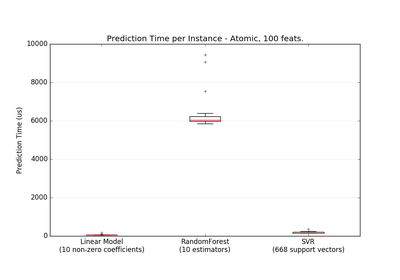 Prediction Time per Instance - Atomic, 100 feats.
10000
8000
6000
4000
2000
0
Prediction Time (us)
Linear Model RandomForest SVR
(10 non-zero coefficients) (10 estimators) (668 support vectors)